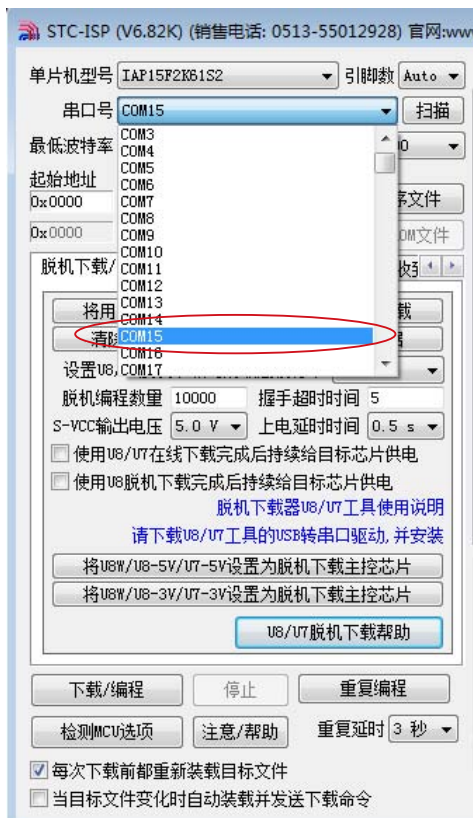 STC-ISP (V6.82K) (销售电话: 0513-55012928) 官网:www
单片机型号 IAP15F2K61S2 引脚数 Auto
串口号 COM15 扫描
最低波特率
COM3
COM4
COM5
COM6
COM7
COM8
COM9
COM10
COM11
COM12
COM13
COM14
COM15
COM16
COM17
起始地址
0x0000 序文件
0x0000 OM文件
脱机下载/ 收到
将用 载
清除
设置U8,
脱机编程数量 10000 握手超时时间 5
S-VCC输出电压 5.0 V 上电延时时间 0.5 s
使用U8/U7在线下载完成后持续给目标芯片供电
使用U8脱机下载完成后持续给目标芯片供电
脱机下载器U8/U7工具使用说明
请下载U8/U7工具的USB转串口驱动,并安装
将U8W/U8-5V/U7-5V设置为脱机下载主控芯片
将U8W/U8-3V/U7-3V设置为脱机下载主控芯片
U8/U7脱机下载帮助
下载/编程 停止 重复编程
检测MCU选项 注意/帮助 重复延时 3 秒
每次下载前都重新装载目标文件
当目标文件变化时自动装载并发送下载命令